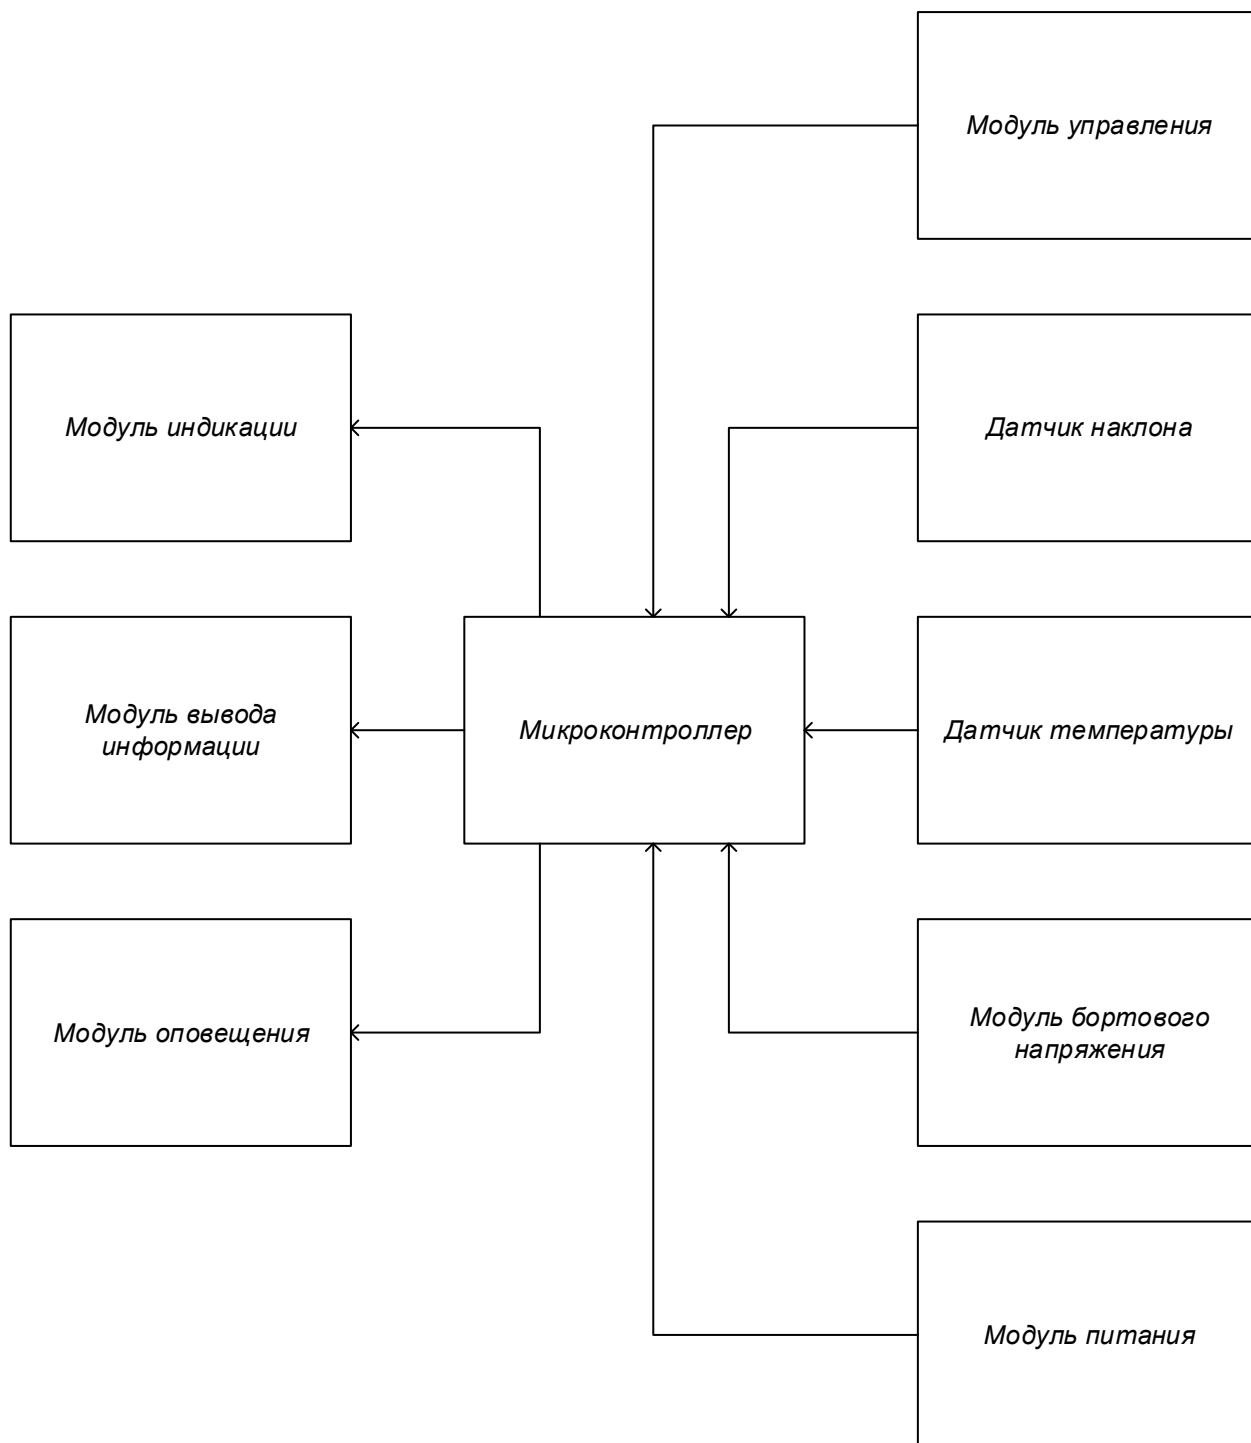 Модуль управления
Модуль индикации
Датчик наклона
Модуль вывода
информации
Микроконтроллер
Датчик температуры
Модуль оповещения
Модуль бортового
напряжения
Модуль питания